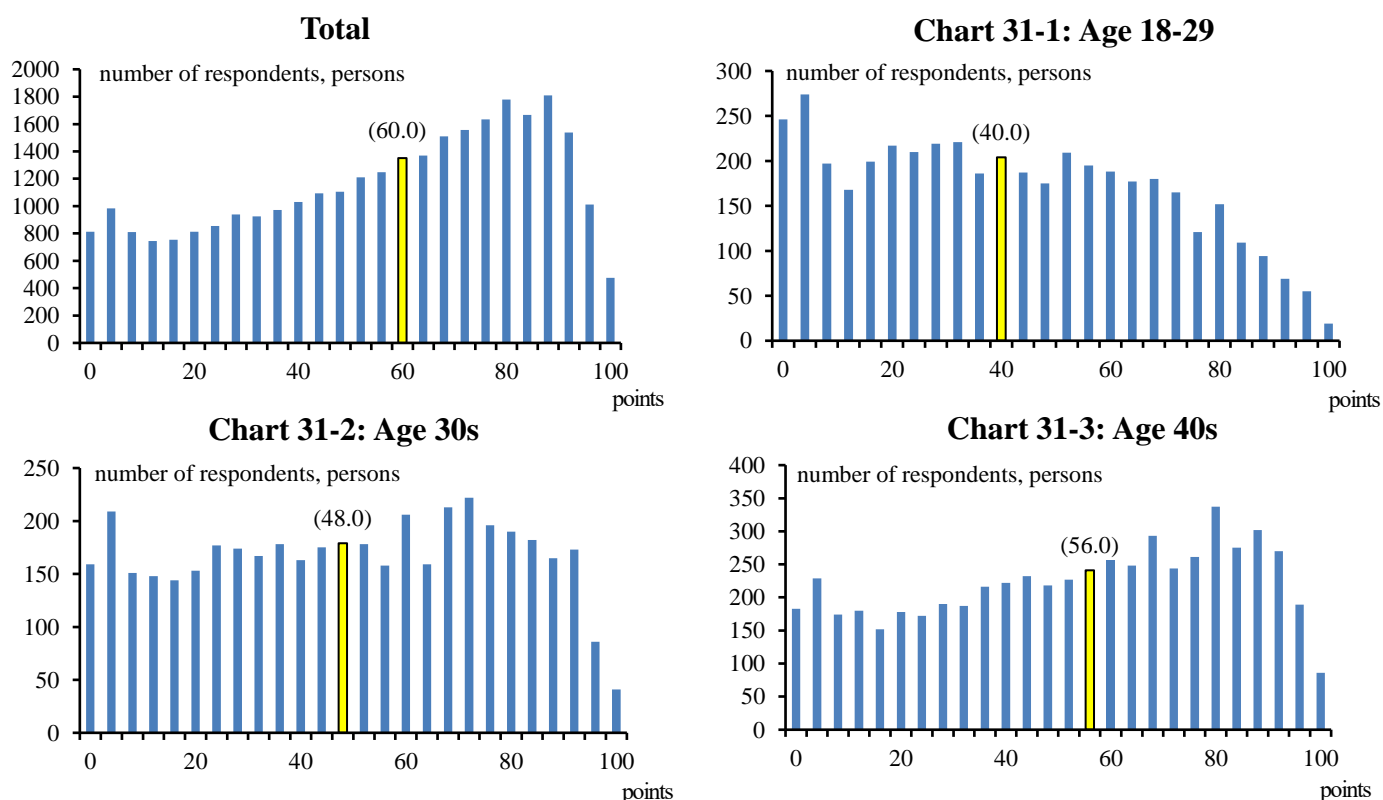 Total
number of respondents, persons
2000
1800
1600
1400
1200
1000
800
600
400
200
0
(60.0)
0 20 40 60 80 100
points
Chart 31-1: Age 18-29
number of respondents, persons
300
250
200
150
100
50
0
(40.0)
0 20 40 60 80 100
points
Chart 31-2: Age 30s
number of respondents, persons
250
200
150
100
50
0
(48.0)
0 20 40 60 80 100
points
Chart 31-3: Age 40s
number of respondents, persons
400
350
300
250
200
150
100
50
0
(56.0)
0 20 40 60 80 100
points